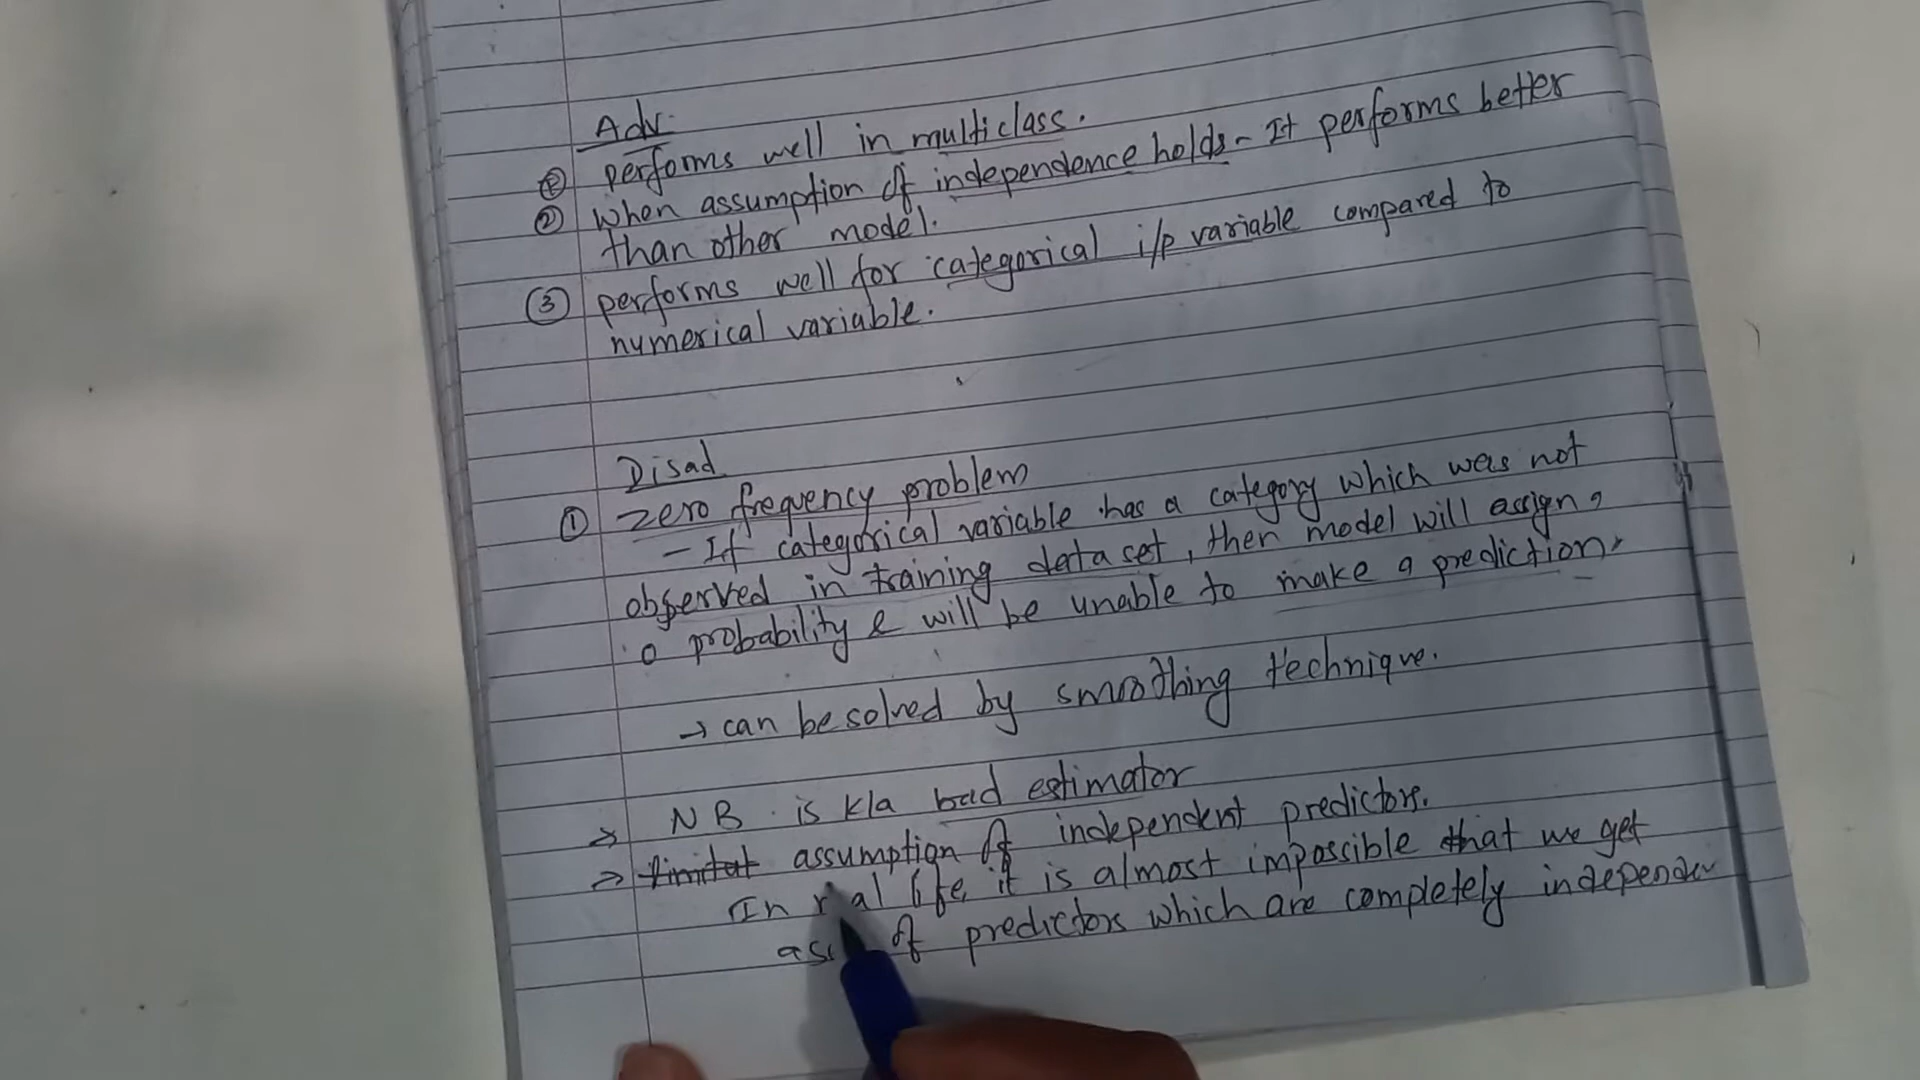 Adv.
① performs well in multiclass.
② when assumption of independence holds - It performs better
than other model.
③ performs well for categorical i/p variable compared to
numerical variable.
Disad
① zero frequency problem
- If categorical variable has a category which was not
observed in training data set, then model will assign a
0 probability & will be unable to make a prediction.
→ can be solved by smoothing technique.
→ NB is k/a bad estimator
→ limitat assumption of independent predictors.
In real life, it is almost impossible that we get
of predictors which are completely independen